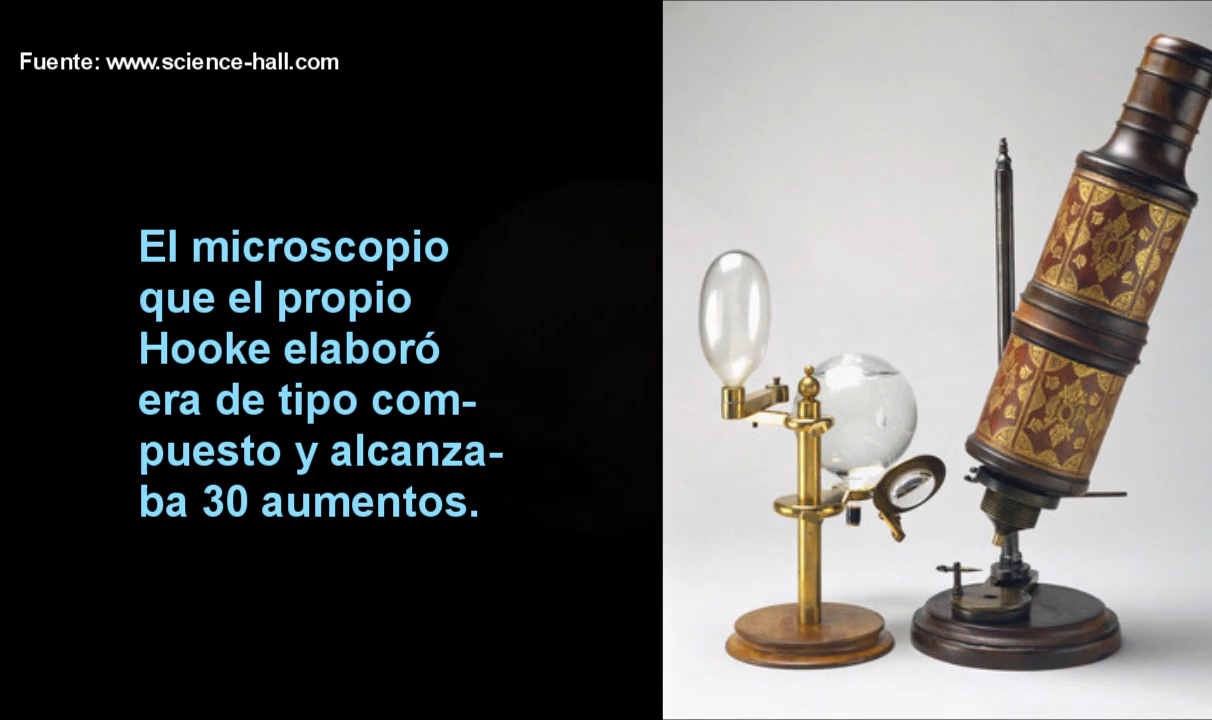 Fuente: www.science-hall.com
El microscopio
que el propio
Hooke elaboró
era de tipo com-
puesto y alcanza-
ba 30 aumentos.